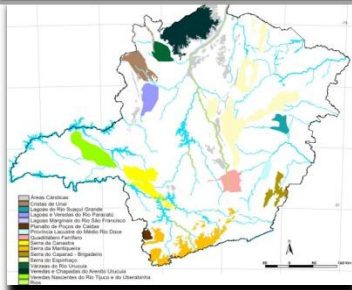 Áreas Cársticas
Cristas de Unaí
Lagoas do Rio Guaçuí Grande
Lagoas e Veredas do Rio Paracatu
Lagoas Marginais do Rio São Francisco
Planalto de Poços de Caldas
Província Lacustre do Médio Rio Doce
Quadrilátero Ferrífero
Serra da Canastra
Serra da Mantiqueira
Serra do Caparaó - Brigadeiro
Serra do Espinhaço
Várzeas do Rio Urucuia
Veredas e Chapadas do Arenito Urucuia
Veredas Nascentes do Rio Tijuco e do Uberabinha
Rios